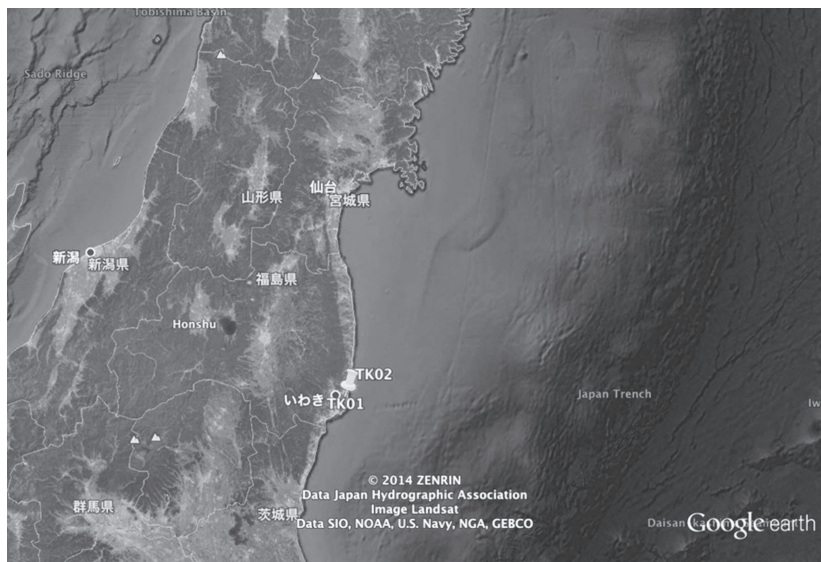 Tobishima Basin
Sado Ridge
仙台
山形県
宮城県
新潟
新潟県
福島県
Honshu
TK02
いわき
TK01
Japan Trench
Iw
© 2014 ZENRIN
Data Japan Hydrographic Association
Image Landsat
Data SIO, NOAA, U.S. Navy, NGA, GEBCO
群馬県
茨城県
Daisan
Google earth